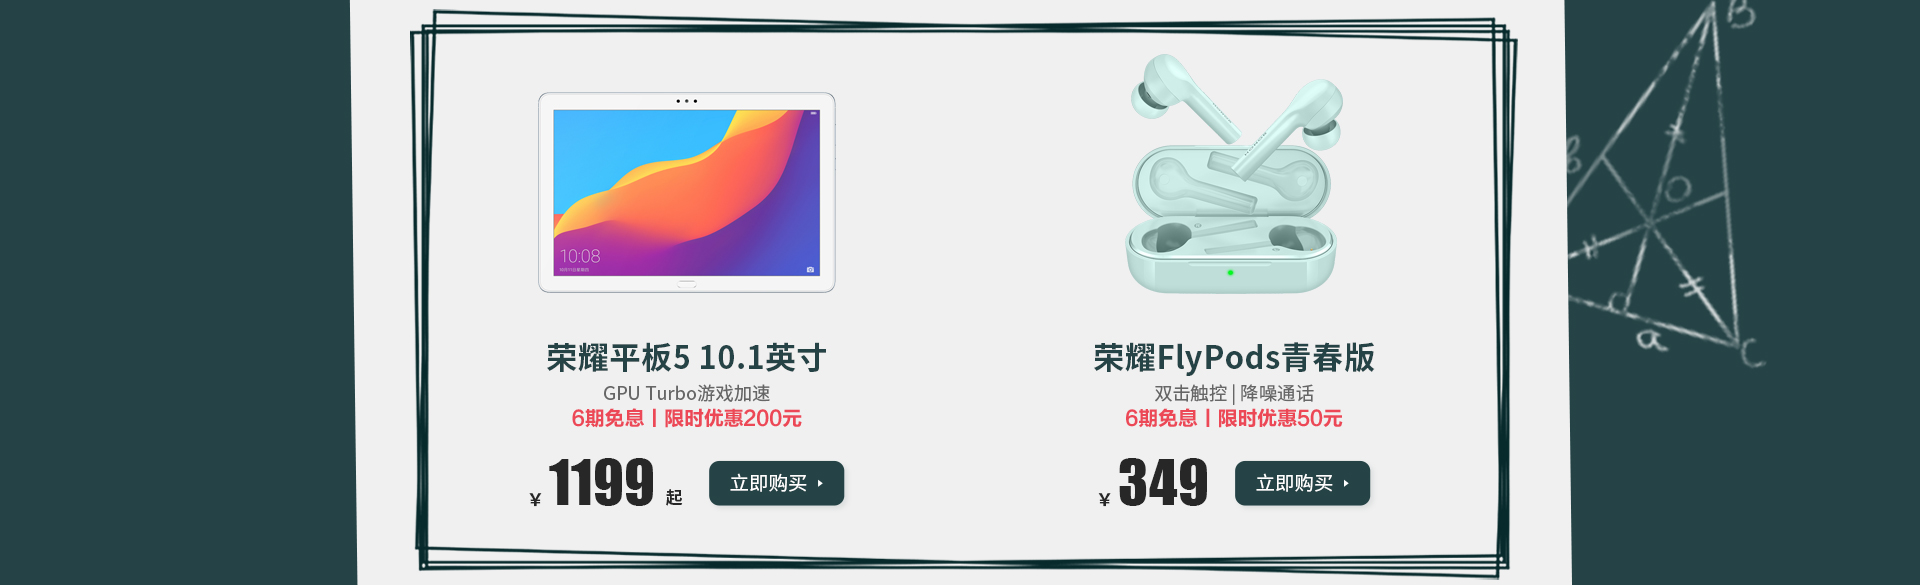 10:08
荣耀平板5 10.1英寸
GPU Turbo游戏加速
6期免息丨限时优惠200元
¥ 1199 起
立即购买
荣耀FlyPods青春版
双击触控 | 降噪通话
6期免息丨限时优惠50元
¥ 349
立即购买
B
b
O
a
C